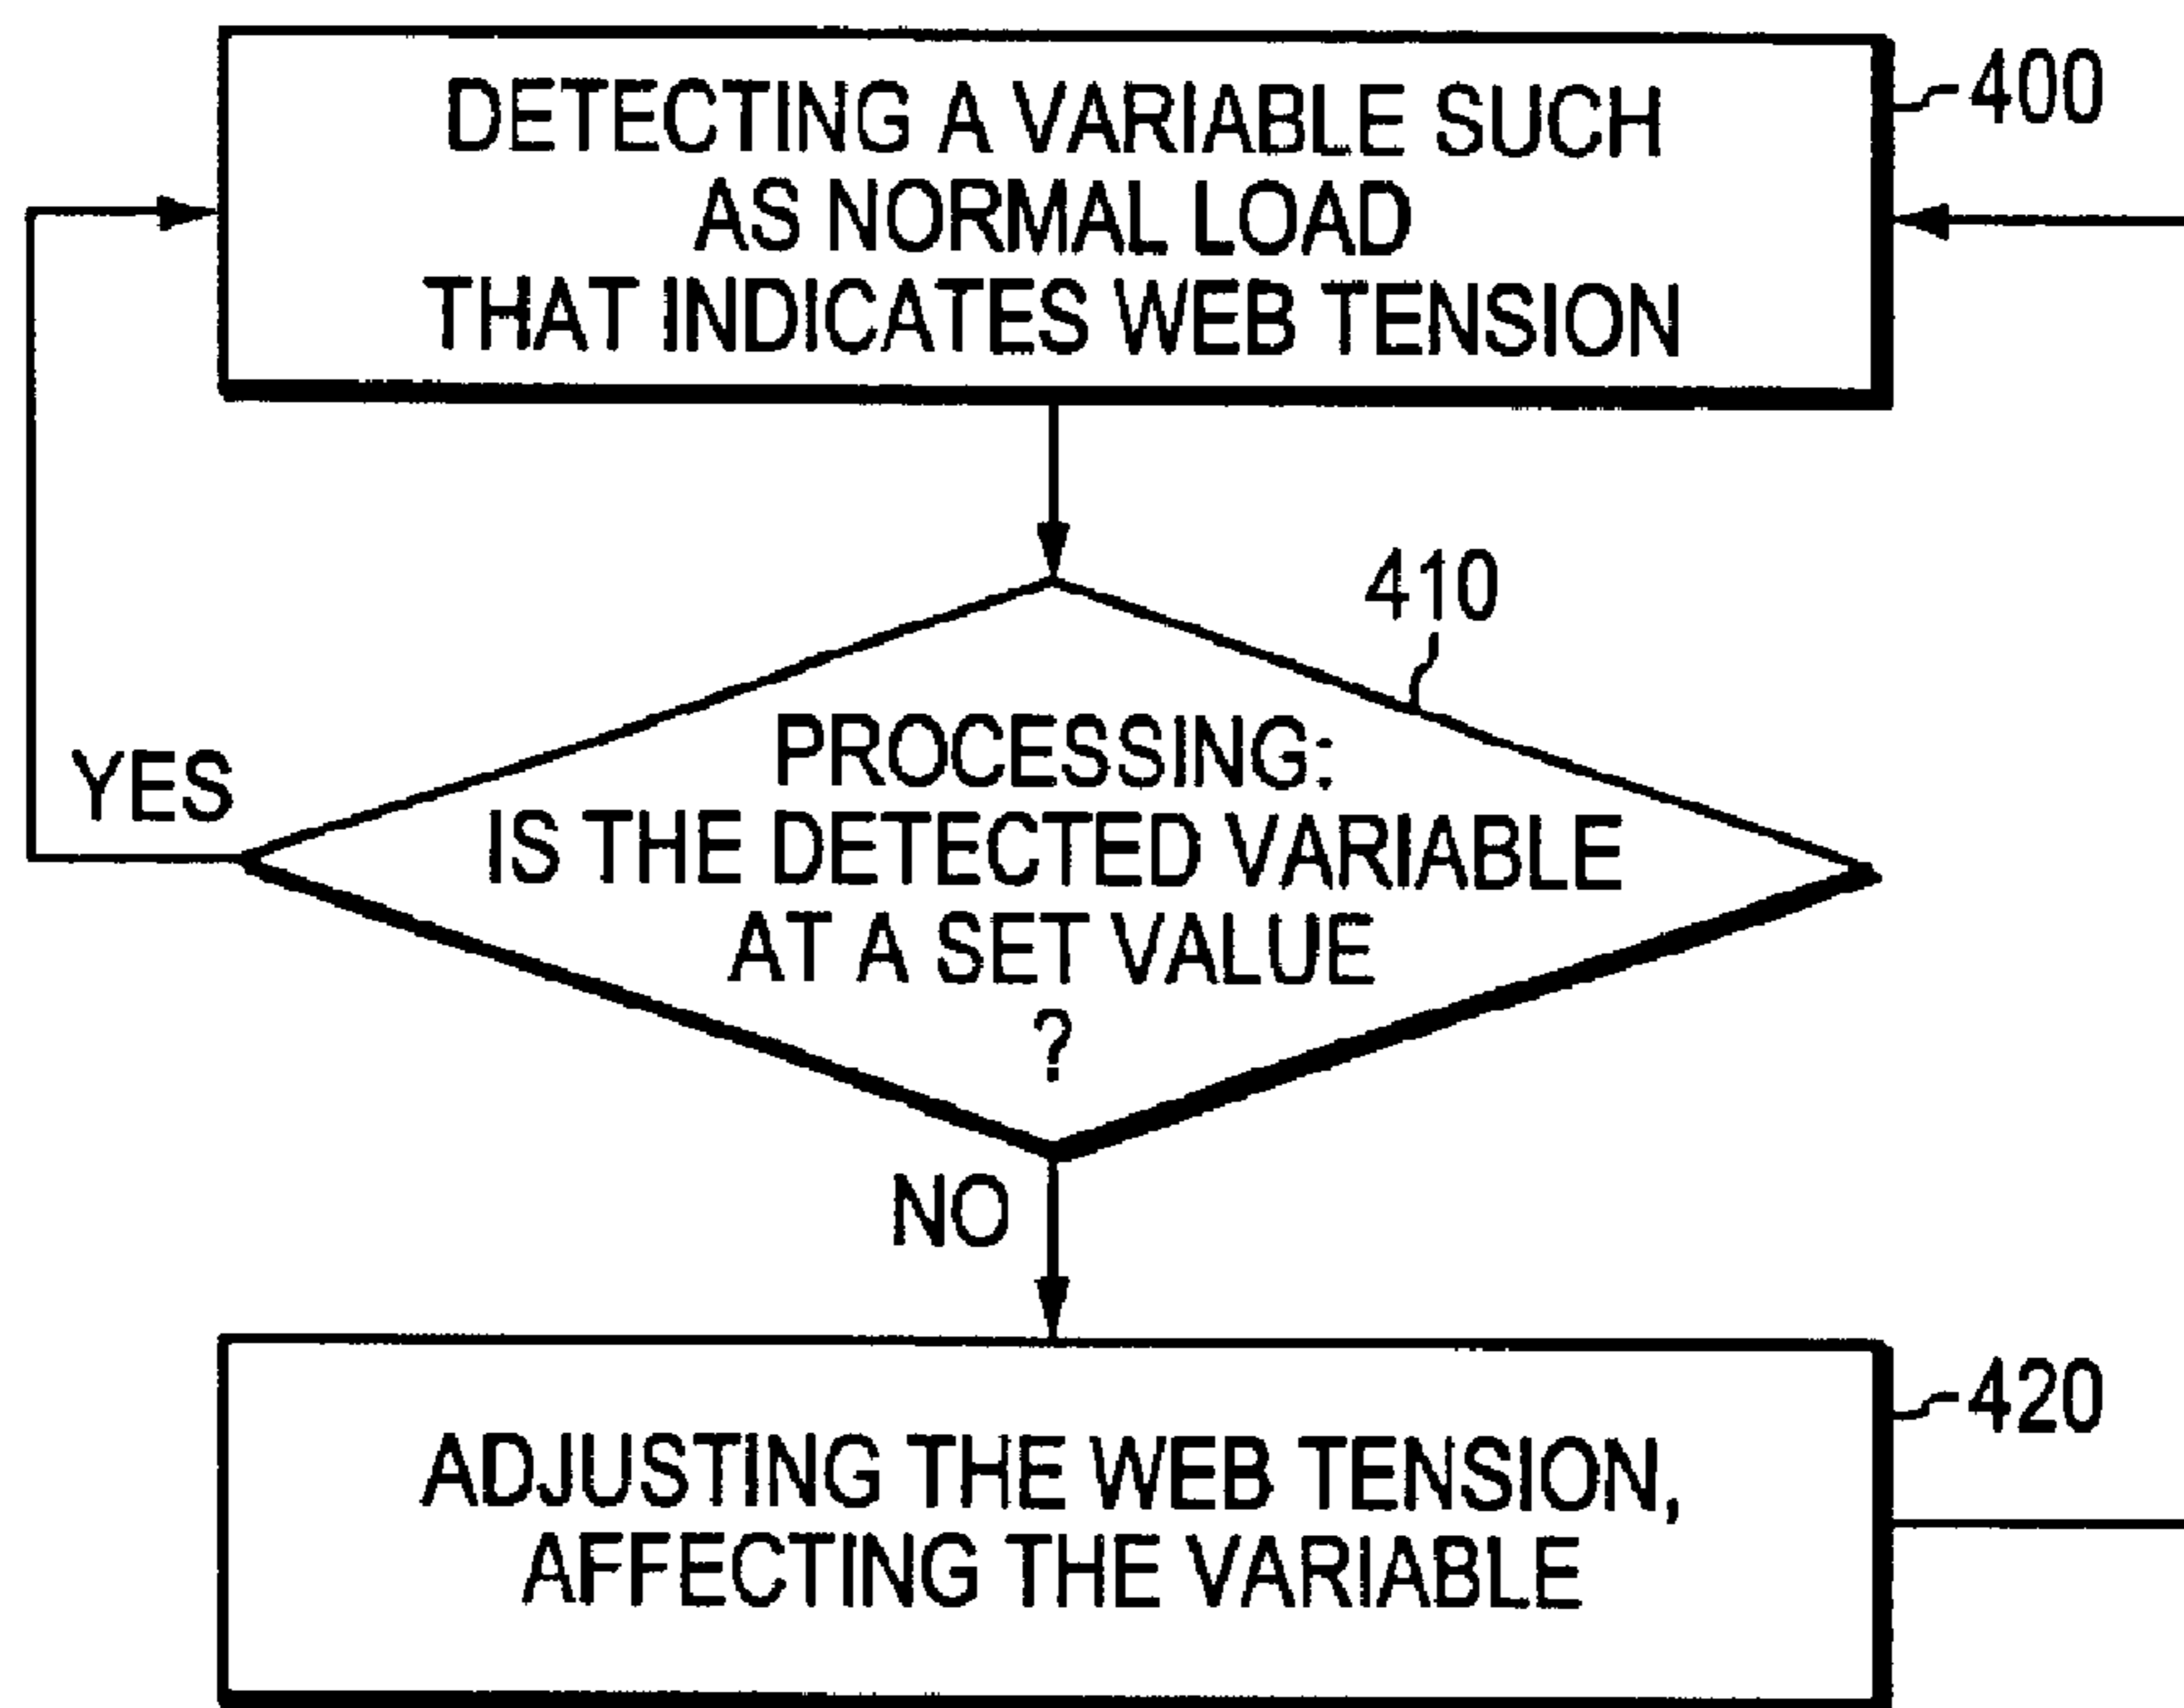 DETECTING A VARIABLE SUCH
AS NORMAL LOAD
THAT INDICATES WEB TENSION
400
410
PROCESSING:
IS THE DETECTED VARIABLE
AT A SET VALUE
?
YES
NO
420
ADJUSTING THE WEB TENSION,
AFFECTING THE VARIABLE